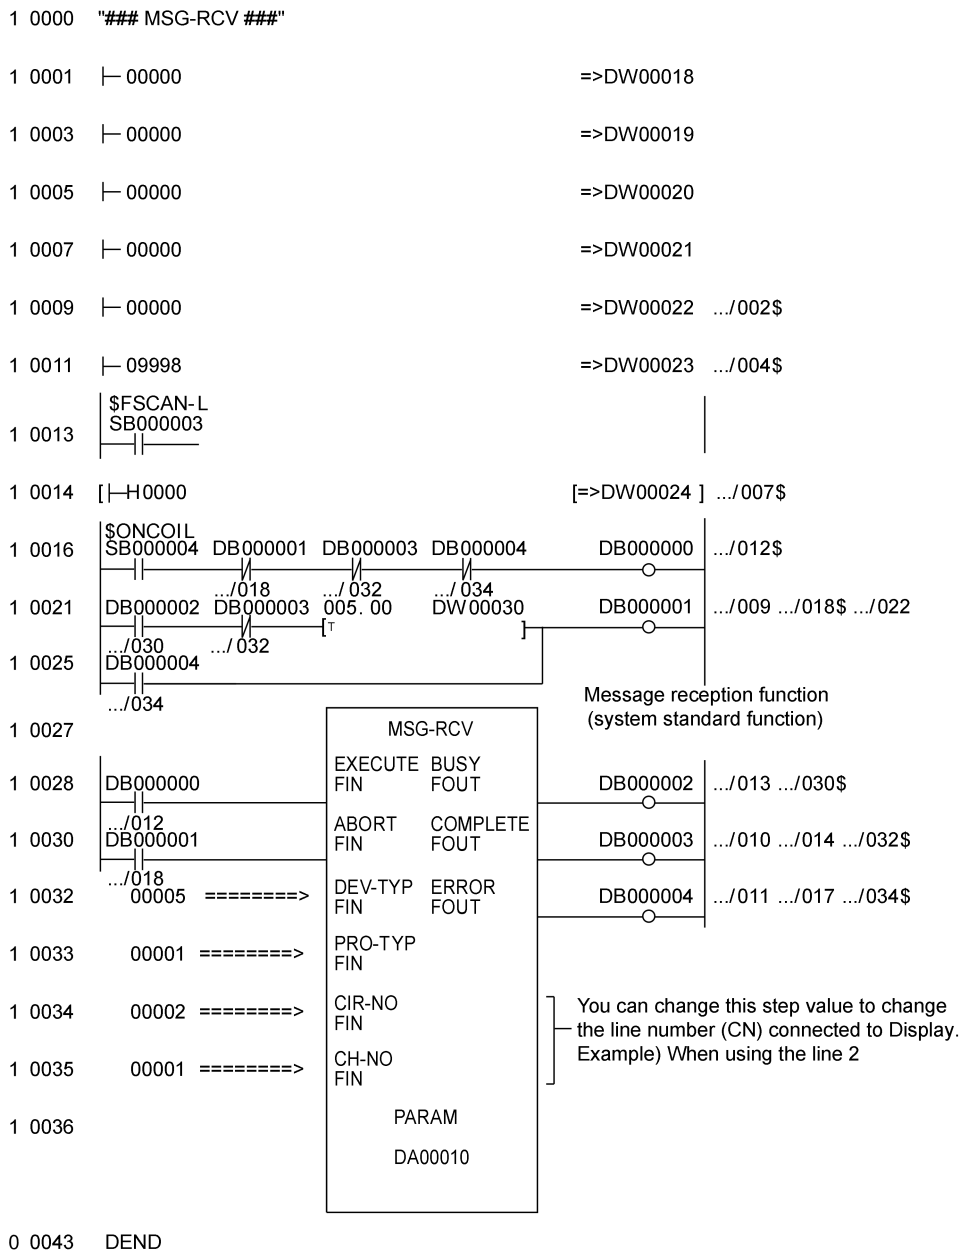 1 0000 "### MSG-RCV ###"
1 0001 00000 =>DW00018
1 0003 00000 =>DW00019
1 0005 00000 =>DW00020
1 0007 00000 =>DW00021
1 0009 00000 =>DW00022 .../002$
1 0011 09998 =>DW00023 .../004$
$FSCAN-L
SB000003
1 0013
1 0014 [ H0000 [=>DW00024 ] .../007$
$ONCOIL
1 0016 SB000004 DB000001 DB000003 DB000004 DB000000 .../012$
.../018 .../032 .../034
1 0021 DB000002 DB000003 005.00 DW00030 DB000001 .../009 .../018$ .../022
[T ]
.../030 .../032
1 0025 DB000004
.../034
Message reception function
(system standard function)
1 0027 MSG-RCV
EXECUTE BUSY
1 0028 DB000000 FIN FOUT DB000002 .../013 .../030$
.../012
ABORT COMPLETE
1 0030 DB000001 FIN FOUT DB000003 .../010 .../014 .../032$
.../018
DEV-TYP ERROR
1 0032 00005 ========> FIN FOUT DB000004 .../011 .../017 .../034$
PRO-TYP
1 0033 00001 ========> FIN
CIR-NO
1 0034 00002 ========> FIN
You can change this step value to change
the line number (CN) connected to Display.
Example) When using the line 2
CH-NO
1 0035 00001 ========> FIN
1 0036 PARAM
DA00010
0 0043 DEND